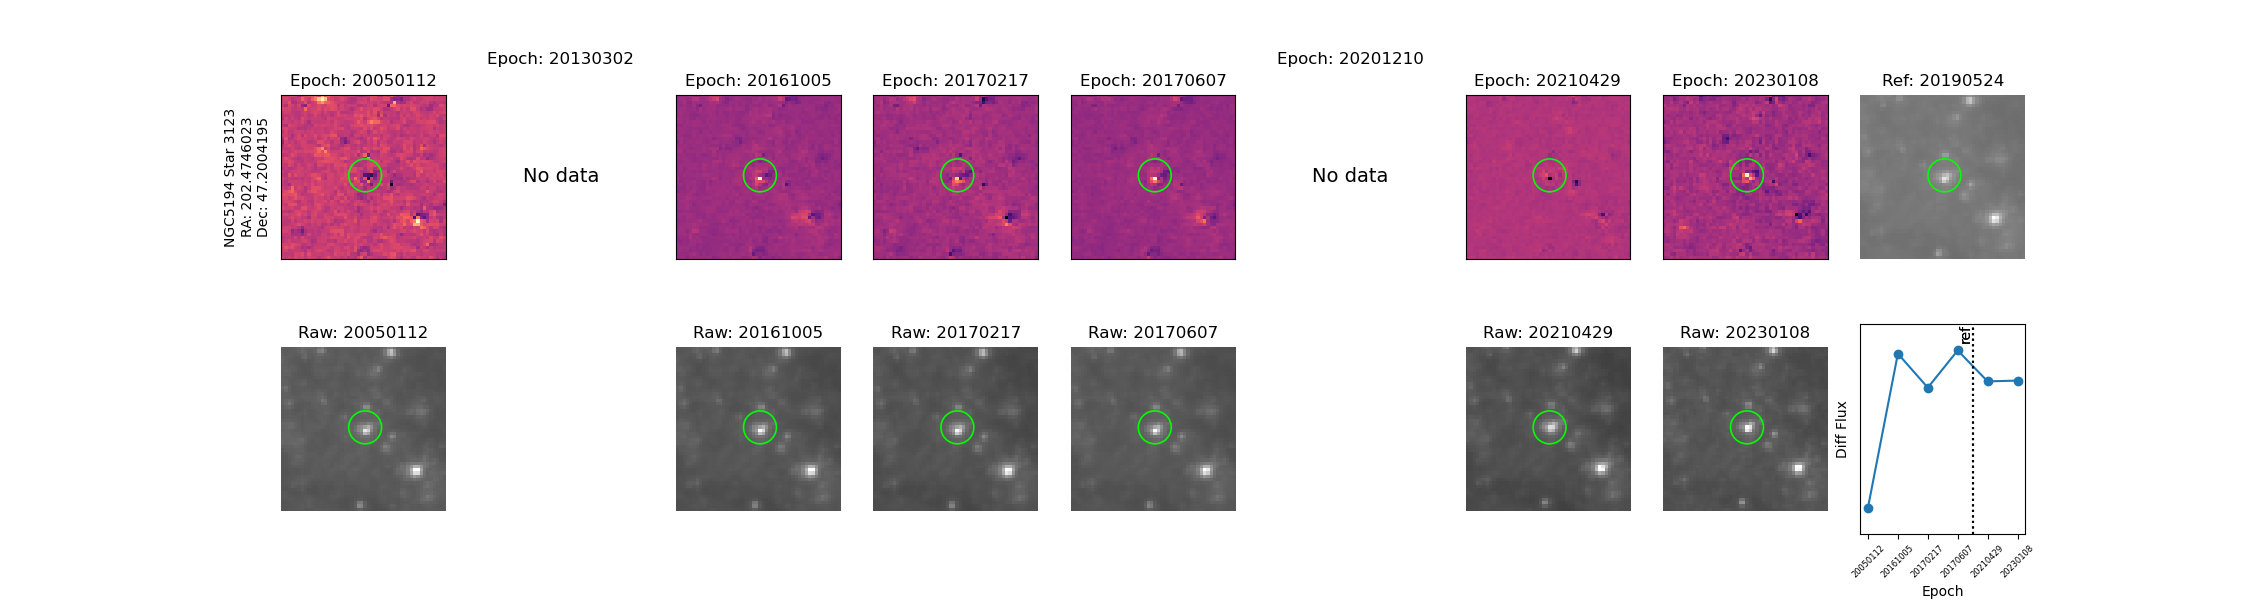 Epoch: 20130302
Epoch: 20201210
Epoch: 20050112
Epoch: 20161005
Epoch: 20170217
Epoch: 20170607
Epoch: 20210429
Epoch: 20230108
Ref: 20190524
NGC5194 Star 3123
RA: 202.4746023
Dec: 47.2004195
No data
No data
Raw: 20050112
Raw: 20161005
Raw: 20170217
Raw: 20170607
Raw: 20210429
Raw: 20230108
ref
Diff Flux
20050112
20161005
20170217
20170607
20210429
20230108
Epoch